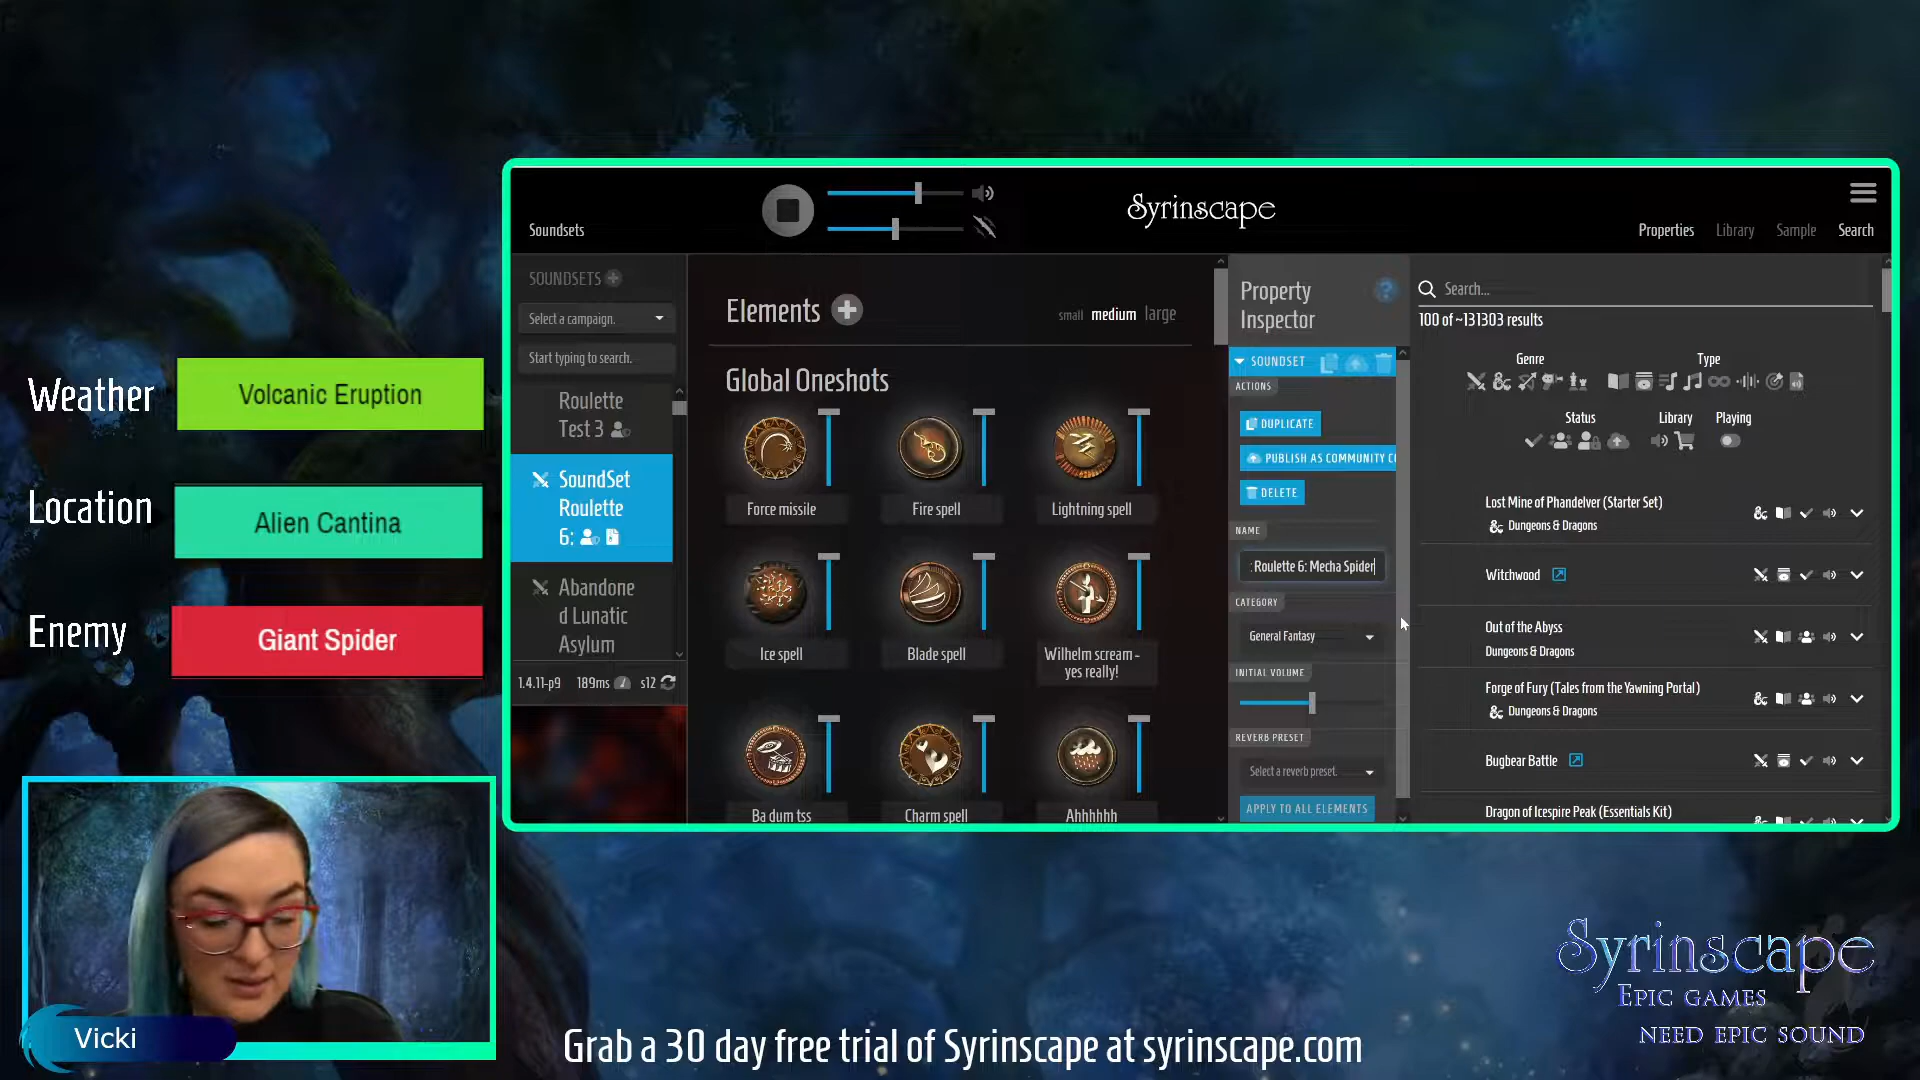 Weather
Volcanic Eruption
Location
Alien Cantina
Enemy
Giant Spider
Vicki
Soundsets
Syrinscape
Properties
Library
Sample
Search
SOUNDSETS
Select a campaign.
Start typing to search.
Roulette
Test 3
SoundSet
Roulette
6:
Abandone
d Lunatic
Asylum
1.4.11-p9 189ms s12
Elements
small medium large
Global Oneshots
Force missile
Fire spell
Lightning spell
Ice spell
Blade spell
Wilhelm scream -
yes really!
Ba dum tss
Charm spell
Ahhhhhh
Property
Inspector
?
SOUNDSET
ACTIONS
DUPLICATE
PUBLISH AS COMMUNITY C
DELETE
NAME
: Roulette 6: Mecha Spider
CATEGORY
General Fantasy
INITIAL VOLUME
REVERB PRESET
Select a reverb preset.
APPLY TO ALL ELEMENTS
Search...
100 of ~131303 results
Genre
Type
Status
Library
Playing
Lost Mine of Phandelver (Starter Set)
Dungeons & Dragons
Witchwood
Out of the Abyss
Dungeons & Dragons
Forge of Fury (Tales from the Yawning Portal)
Dungeons & Dragons
Bugbear Battle
Dragon of Icespire Peak (Essentials Kit)
Syrinscape
EPIC GAMES
NEED EPIC SOUND
Grab a 30 day free trial of Syrinscape at syrinscape.com